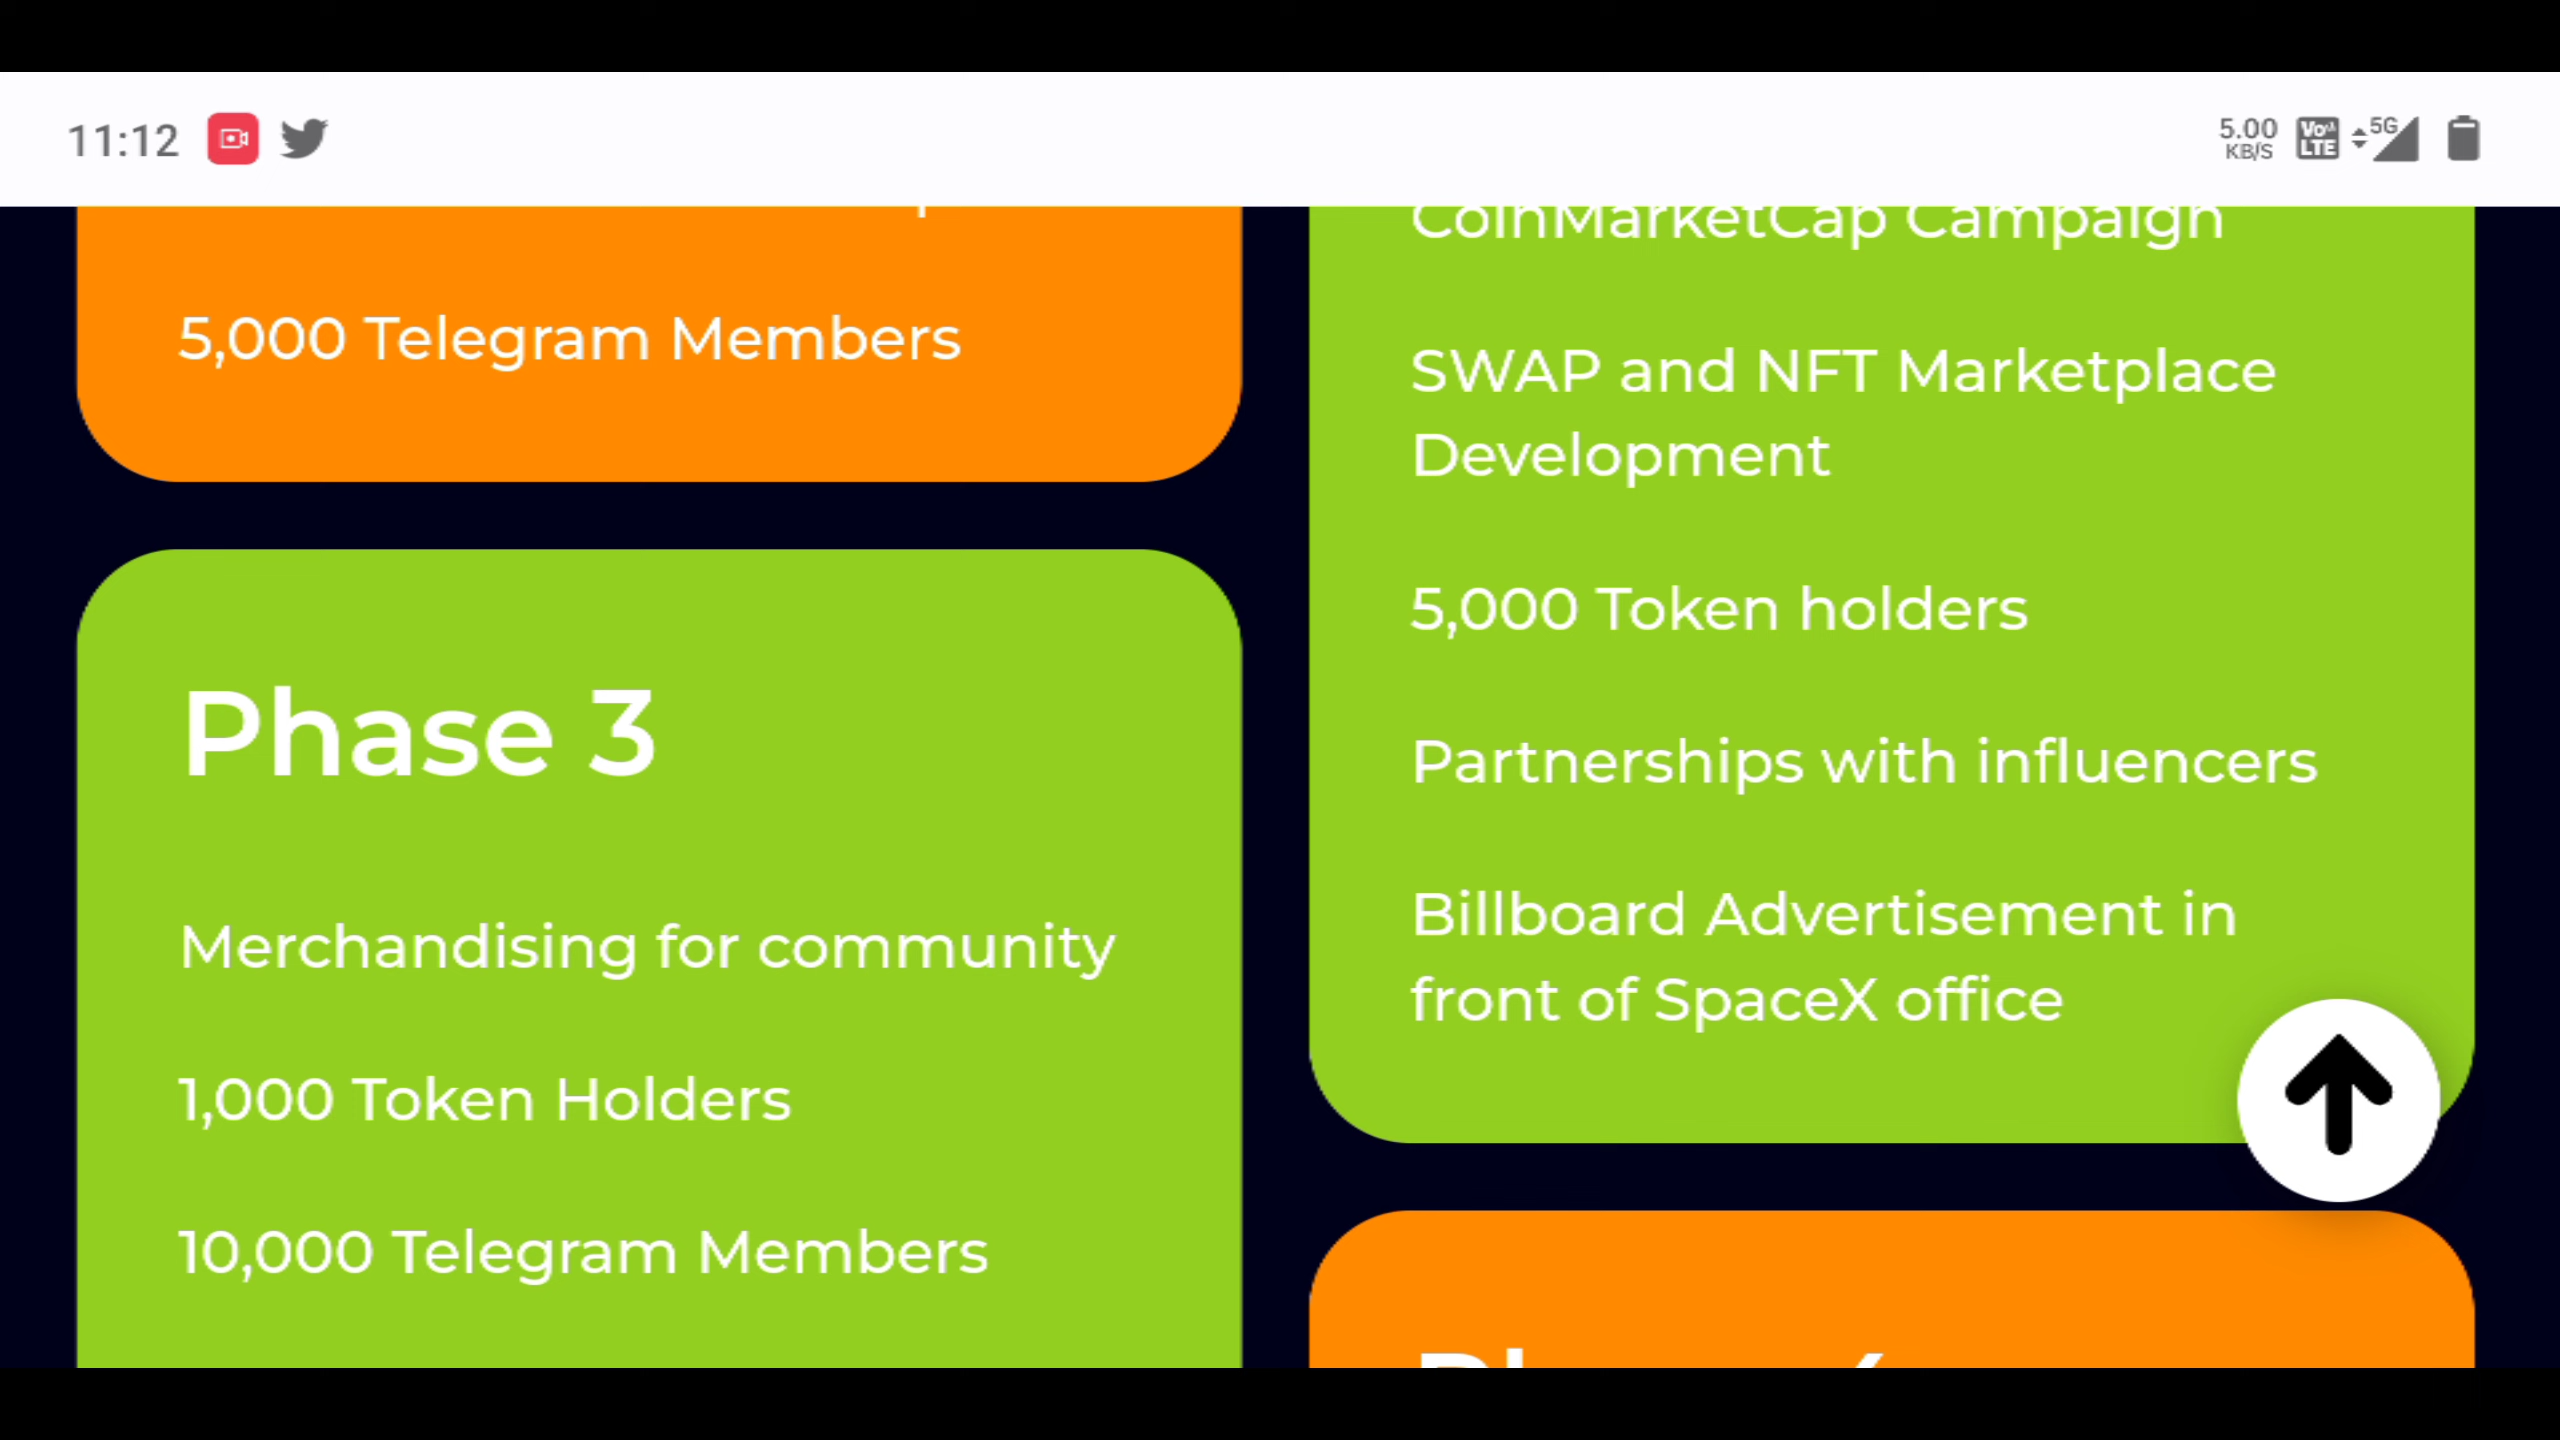 11:12
5.00
KB/S
Vo
LTE
5G
5,000 Telegram Members
Phase 3
Merchandising for community
1,000 Token Holders
10,000 Telegram Members
CoinMarketCap Campaign
SWAP and NFT Marketplace
Development
5,000 Token holders
Partnerships with influencers
Billboard Advertisement in
front of SpaceX office